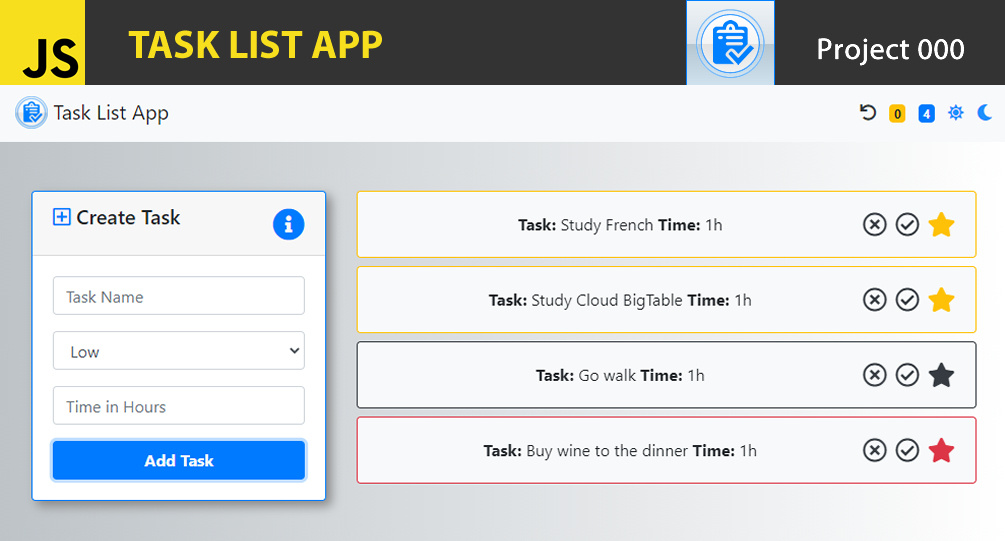 JS
TASK LIST APP
Project 000
Task List App
0
4
Create Task
i
Task Name
Low
Time in Hours
Add Task
Task: Study French Time: 1h
Task: Study Cloud BigTable Time: 1h
Task: Go walk Time: 1h
Task: Buy wine to the dinner Time: 1h